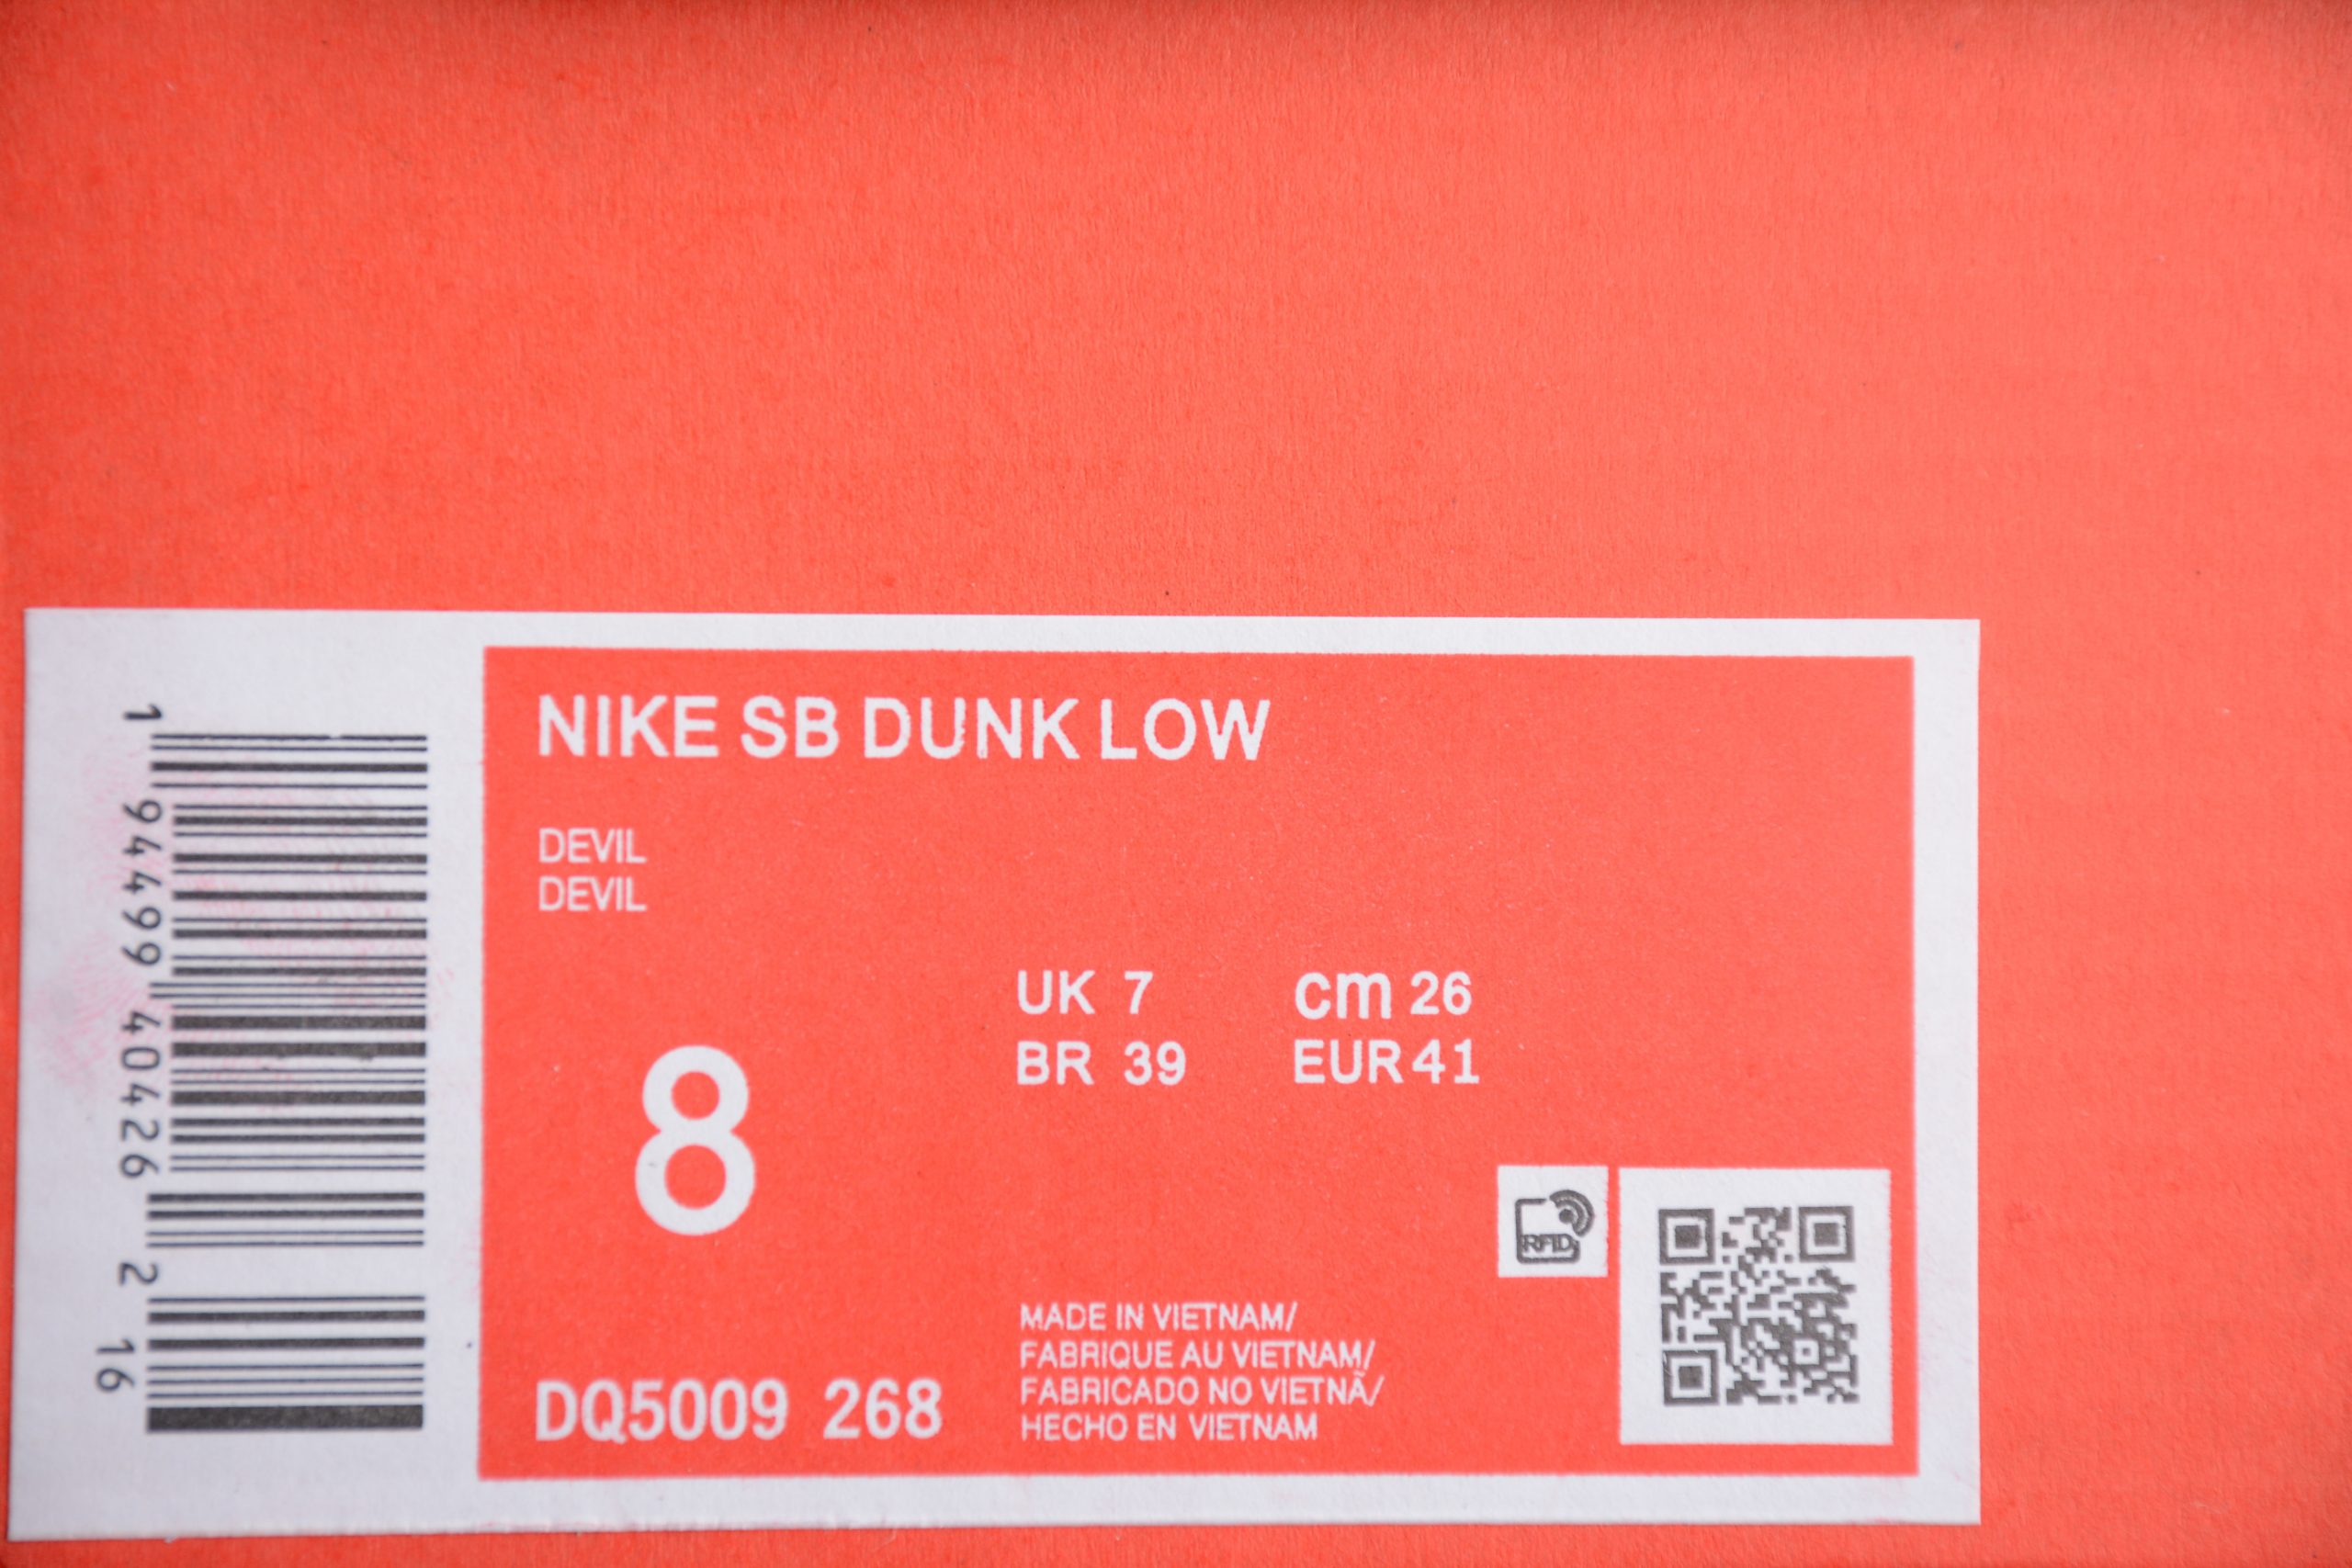 1 94499 40426 2
16
NIKE SB DUNK LOW
DEVIL
DEVIL
8
UK 7 cm 26
BR 39 EUR 41
RFID
DQ5009 268
MADE IN VIETNAM/
FABRIQUE AU VIETNAM/
FABRICADO NO VIETNÃ/
HECHO EN VIETNAM